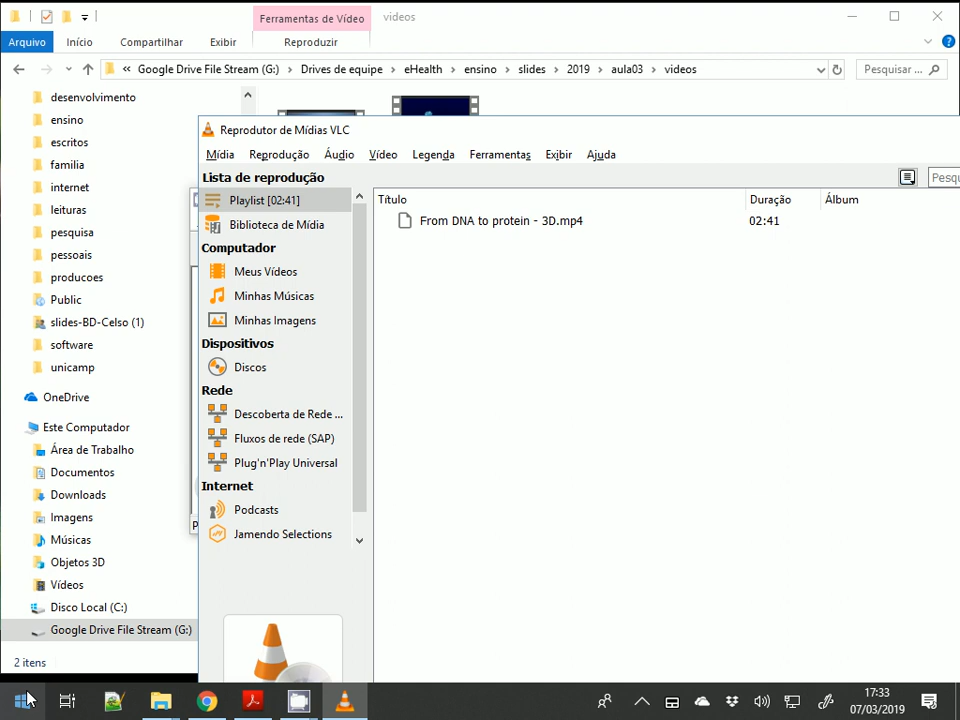 Ferramentas de Vídeo videos
Arquivo Início Compartilhar Exibir Reproduzir
« Google Drive File Stream (G:) › Drives de equipe › eHealth › ensino › slides › 2019 › aula03 › videos
Pesquisar ...
desenvolvimento
ensino
escritos
familia
internet
leituras
pesquisa
pessoais
producoes
Public
slides-BD-Celso (1)
software
unicamp
OneDrive
Este Computador
Área de Trabalho
Documentos
Downloads
Imagens
Músicas
Objetos 3D
Vídeos
Disco Local (C:)
Google Drive File Stream (G:)
2 itens
Reprodutor de Mídias VLC
Mídia Reprodução Áudio Vídeo Legenda Ferramentas Exibir Ajuda
Lista de reprodução
Pesqu
Playlist [02:41]
Biblioteca de Mídia
Computador
Meus Vídeos
Minhas Músicas
Minhas Imagens
Dispositivos
Discos
Rede
Descoberta de Rede ...
Fluxos de rede (SAP)
Plug'n'Play Universal
Internet
Podcasts
Jamendo Selections
Título Duração Álbum
From DNA to protein - 3D.mp4 02:41
P
17:33
07/03/2019